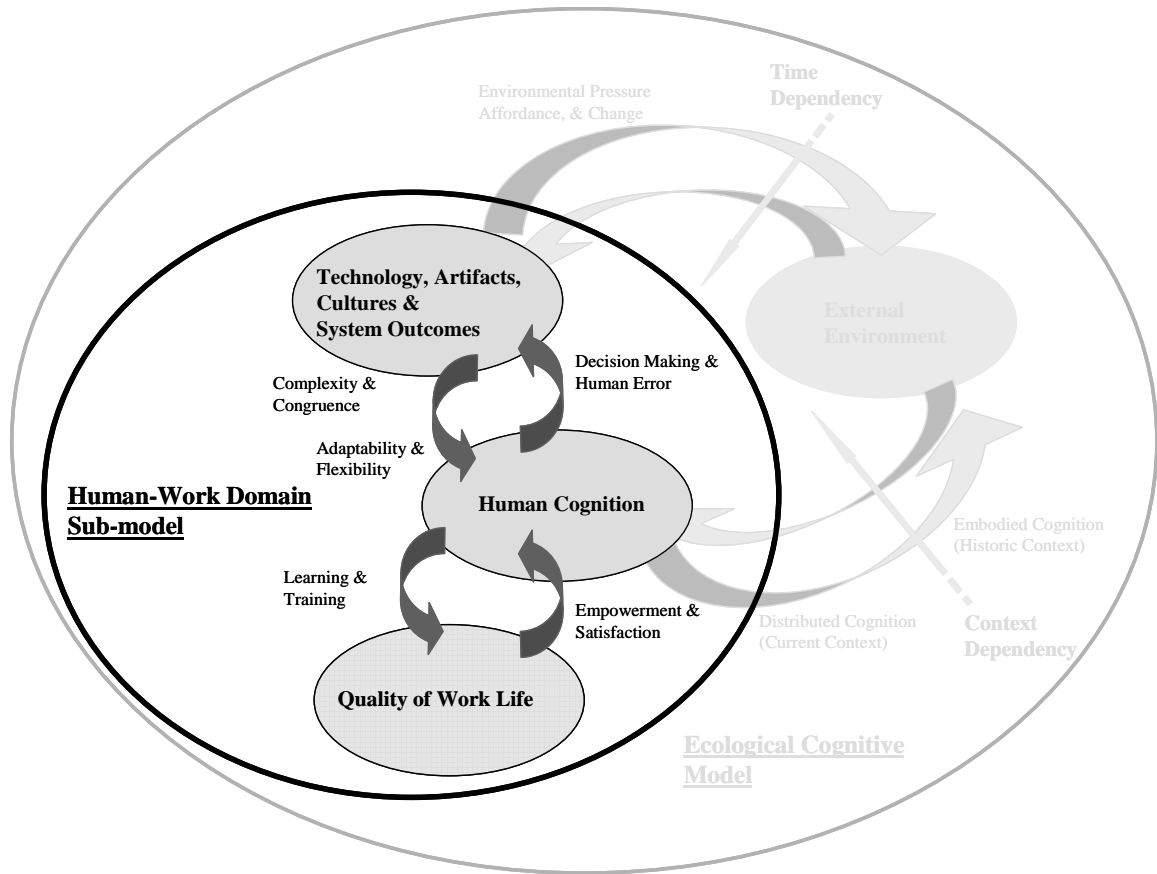 Time
Dependency
Environmental Pressure
Affordance, & Change
Technology, Artifacts,
Cultures &
System Outcomes
External
Environment
Complexity &
Congruence
Decision Making &
Human Error
Adaptability &
Flexibility
Human-Work Domain
Sub-model
Human Cognition
Embodied Cognition
(Historic Context)
Learning &
Training
Empowerment &
Satisfaction
Distributed Cognition
(Current Context)
Context
Dependency
Quality of Work Life
Ecological Cognitive
Model